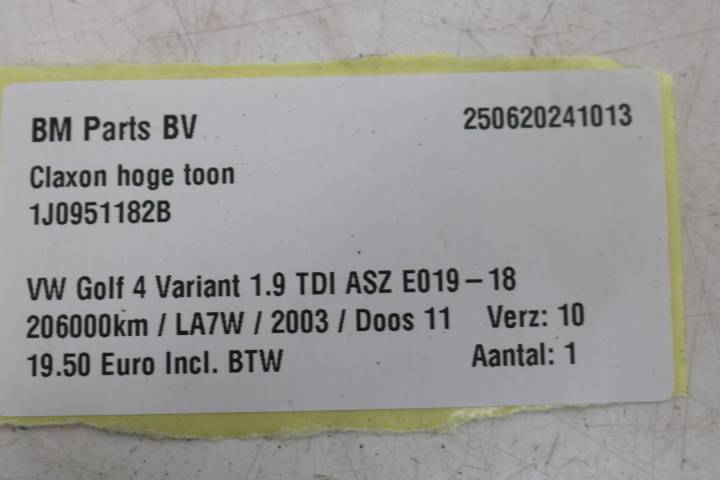 BM Parts BV 250620241013
Claxon hoge toon
1J0951182B
VW Golf 4 Variant 1.9 TDI ASZ E019-18
206000km / LA7W / 2003 / Doos 11 Verz: 10
19.50 Euro Incl. BTW Aantal: 1